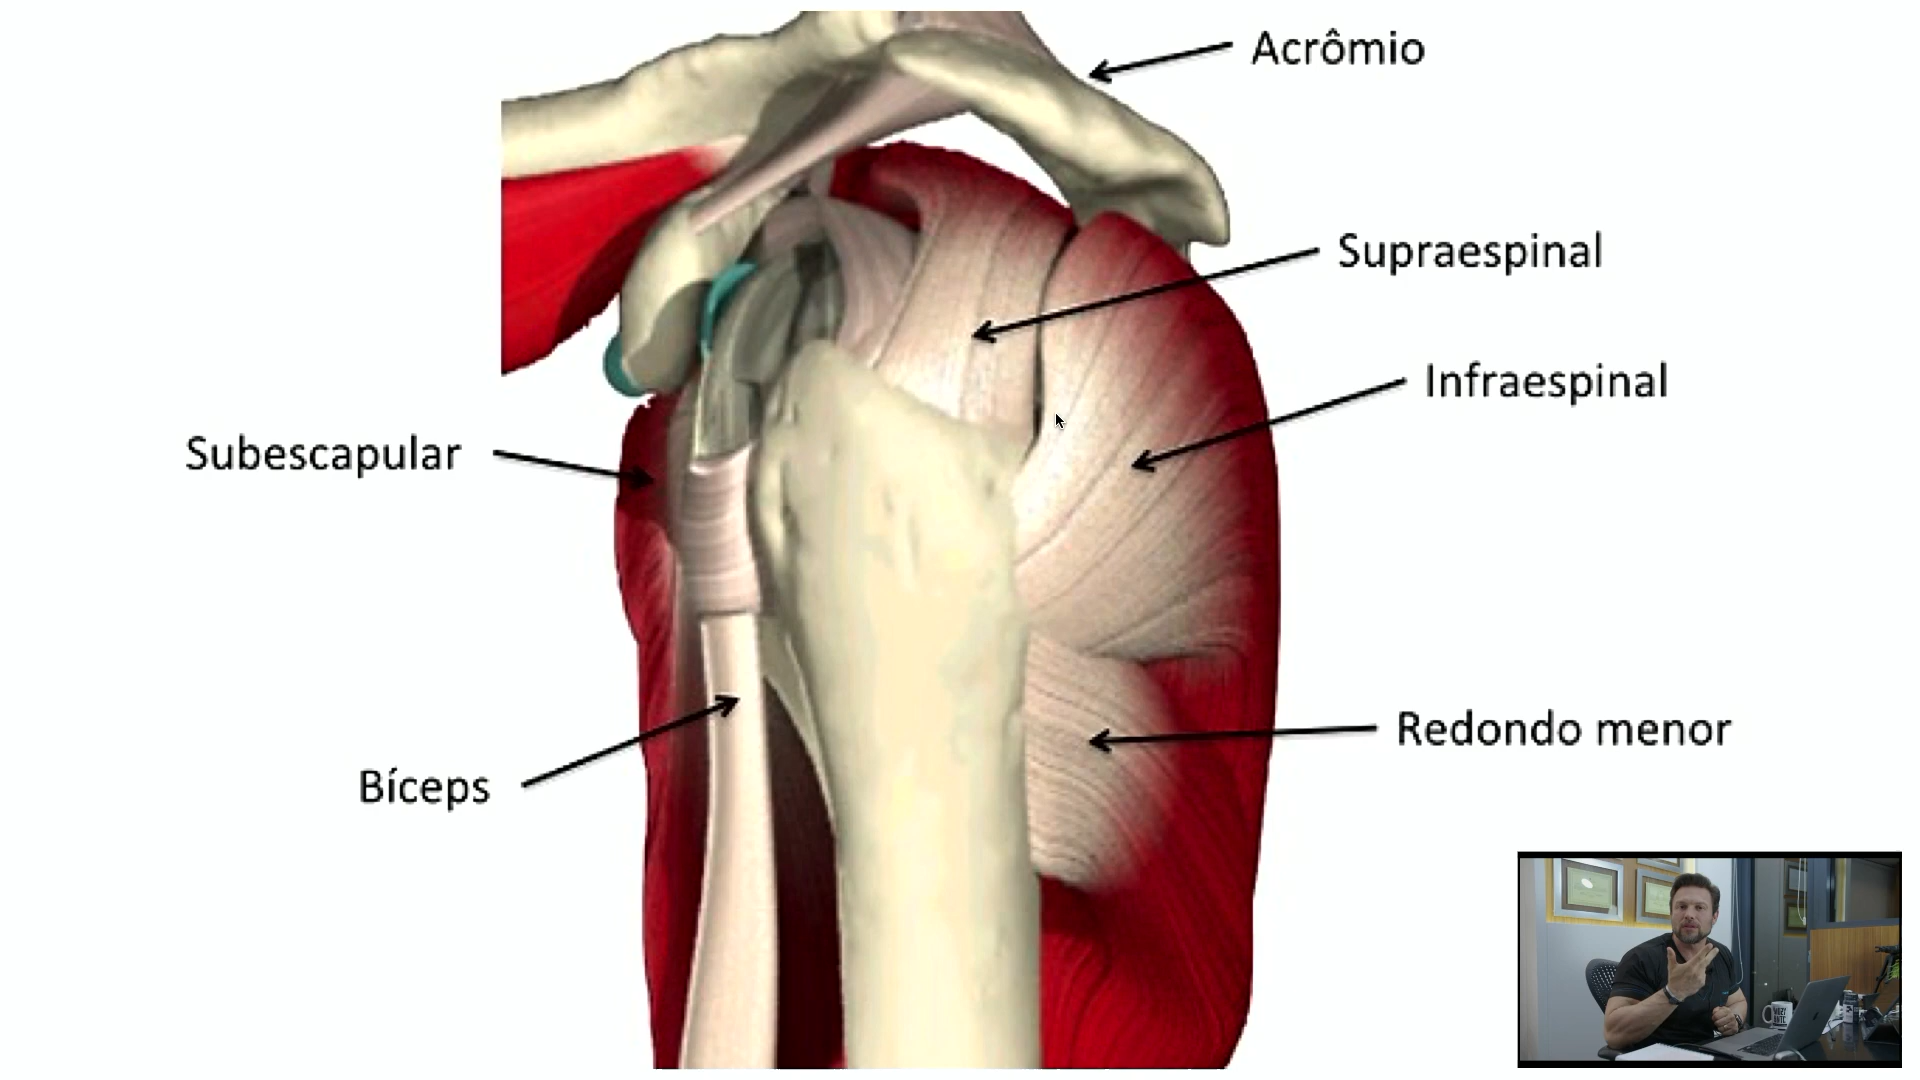 Acrômio
Supraespinal
Infraespinal
Subescapular
Redondo menor
Bíceps